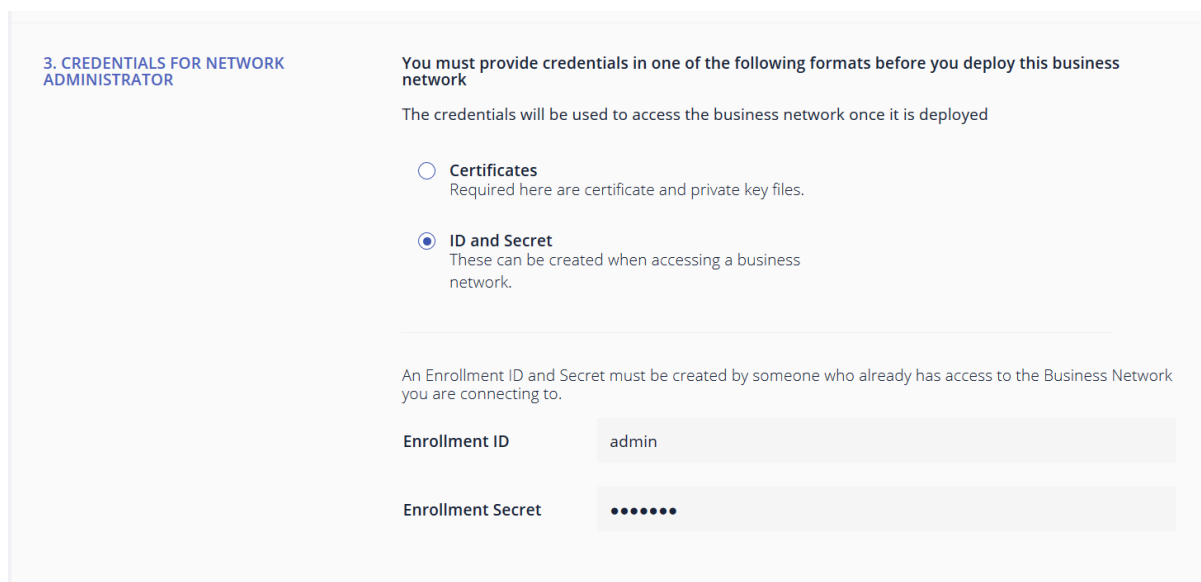 3. CREDENTIALS FOR NETWORK
ADMINISTRATOR
You must provide credentials in one of the following formats before you deploy this business
network
The credentials will be used to access the business network once it is deployed
Certificates
Required here are certificate and private key files.
ID and Secret
These can be created when accessing a business
network.
An Enrollment ID and Secret must be created by someone who already has access to the Business Network
you are connecting to.
Enrollment ID
admin
Enrollment Secret
•••••••